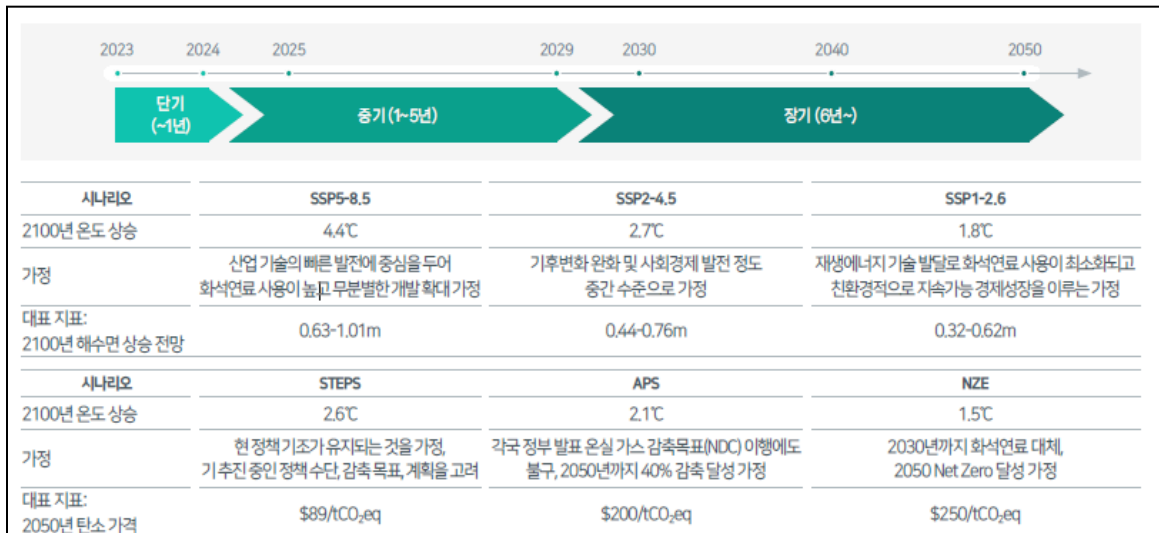 2023 2024 2025 2029 2030 2040 2050
단기
(~1년)
중기 (1~5년)
장기 (6년~)
시나리오 SSP5-8.5 SSP2-4.5 SSP1-2.6
2100년 온도 상승 4.4℃ 2.7℃ 1.8℃
가정 산업 기술의 빠른 발전에 중심을 두어 기후변화 완화 및 사회경제 발전 정도 재생에너지 기술 발달로 화석연료 사용이 최소화되고
화석연료 사용이 높고 무분별한 개발 확대 가정 중간 수준으로 가정 친환경적으로 지속가능 경제성장을 이루는 가정
대표 지표:
2100년 해수면 상승 전망 0.63-1.01m 0.44-0.76m 0.32-0.62m
시나리오 STEPS APS NZE
2100년 온도 상승 2.6℃ 2.1℃ 1.5℃
가정 현 정책 기조가 유지되는 것을 가정, 각국 정부 발표 온실 가스 감축목표(NDC) 이행에도 2030년까지 화석연료 대체,
기 추진 중인 정책 수단, 감축 목표, 계획을 고려 불구, 2050년까지 40% 감축 달성 가정 2050 Net Zero 달성 가정
대표 지표:
2050년 탄소 가격 $89/tCO₂eq $200/tCO₂eq $250/tCO₂eq